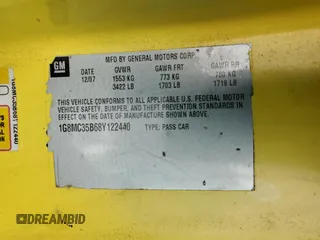 GM
MFD BY GENERAL MOTORS CORP
DATE GVWR GAWR FRT GAWR RR
12/07 1553 KG 773 KG 780 KG
3422 LB 1703 LB 1719 LB
THIS VEHICLE CONFORMS TO ALL APPLICABLE U.S. FEDERAL MOTOR
VEHICLE SAFETY, BUMPER, AND THEFT PREVENTION STANDARDS IN
EFFECT ON THE DATE OF MANUFACTURE SHOWN ABOVE.
1G8MC35B68Y122440 TYPE: PASS CAR
1G8MC35B68Y122440
DREAMBID